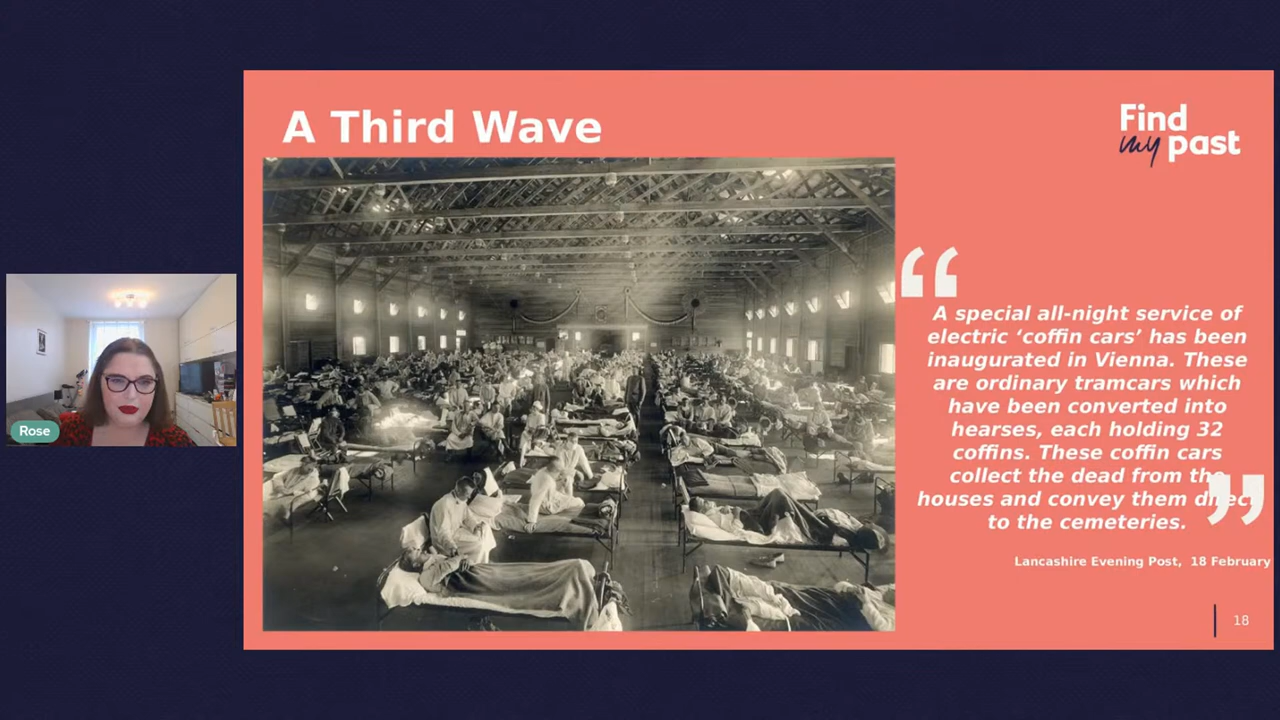 A Third Wave
Find
my past
“
A special all-night service of
electric ‘coffin cars’ has been
inaugurated in Vienna. These
are ordinary tramcars which
have been converted into
hearses, each holding 32
coffins. These coffin cars
collect the dead from the
houses and convey them direct
to the cemeteries.
”
Lancashire Evening Post, 18 February
18
Rose